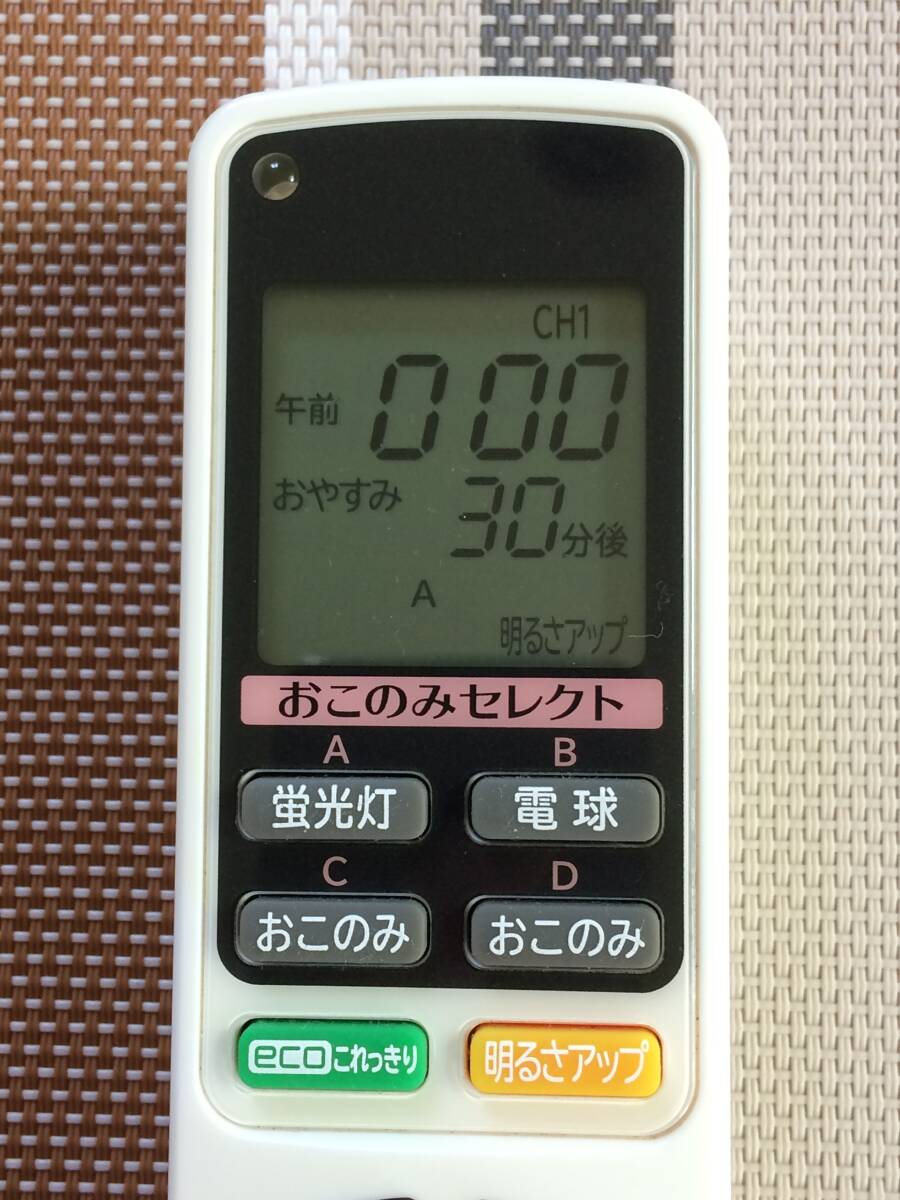 CH1
午前 0 00
おやすみ 30分後
A
明るさアップ
おこのみセレクト
A B
蛍光灯 電球
C D
おこのみ おこのみ
ecoこれっきり 明るさアップ